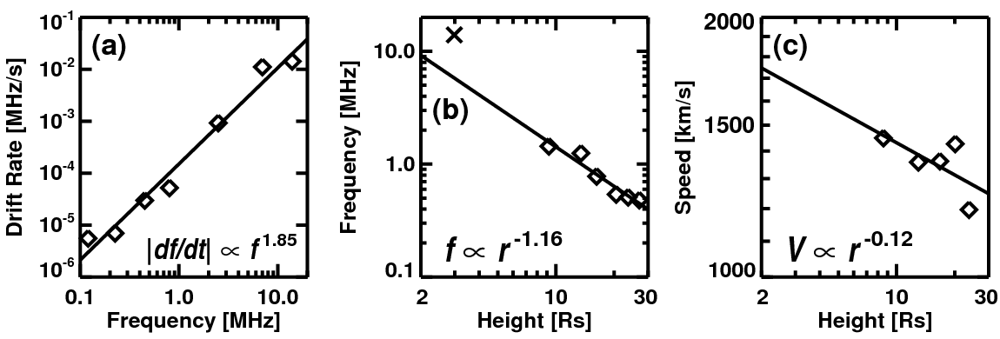 (a)
Drift Rate [MHz/s]
10^-1
10^-2
10^-3
10^-4
10^-5
10^-6
|df/dt| ∝ f^1.85
0.1 1.0 10.0
Frequency [MHz]
(b)
Frequency [MHz]
10.0
1.0
0.1
f ∝ r^-1.16
2 10 30
Height [Rs]
(c)
Speed [km/s]
2000
1500
1000
V ∝ r^-0.12
2 10 30
Height [Rs]